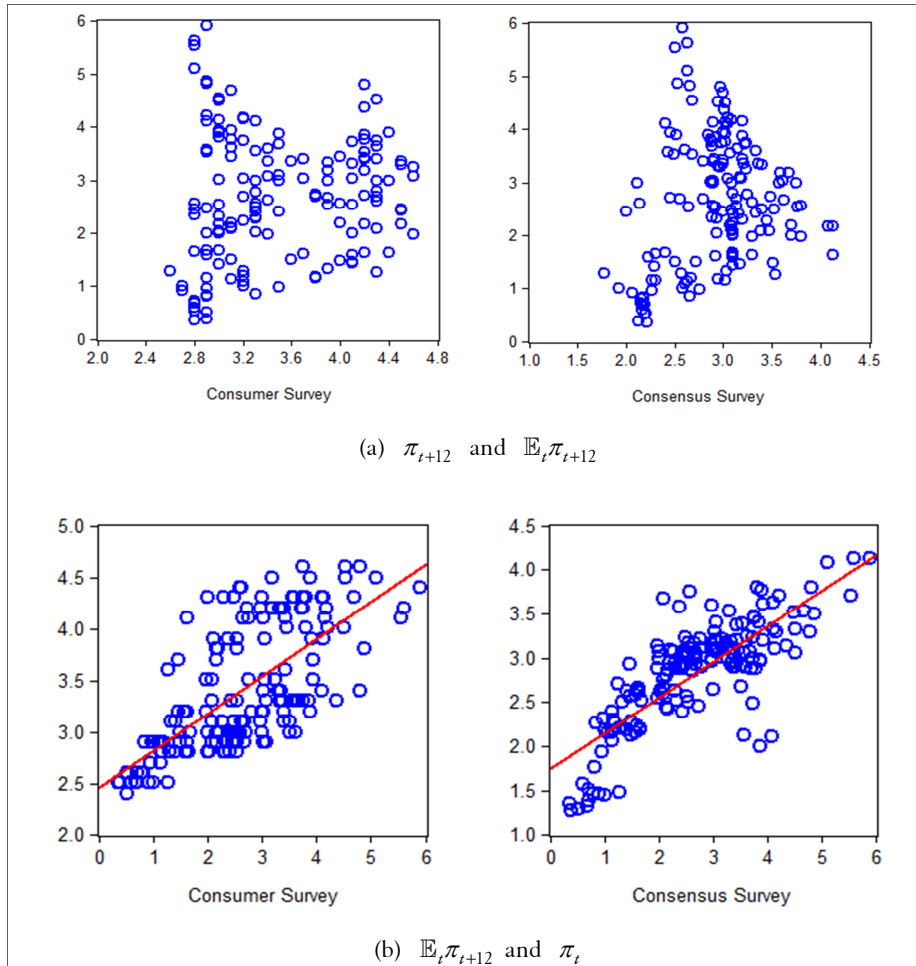 6
5
4
3
2
1
0
2.0 2.4 2.8 3.2 3.6 4.0 4.4 4.8
Consumer Survey
6
5
4
3
2
1
0
1.0 1.5 2.0 2.5 3.0 3.5 4.0 4.5
Consensus Survey
(a) π_{t+12} and 𝔼_tπ_{t+12}
5.0
4.5
4.0
3.5
3.0
2.5
2.0
0 1 2 3 4 5 6
Consumer Survey
4.5
4.0
3.5
3.0
2.5
2.0
1.5
1.0
0 1 2 3 4 5 6
Consensus Survey
(b) 𝔼_tπ_{t+12} and π_t